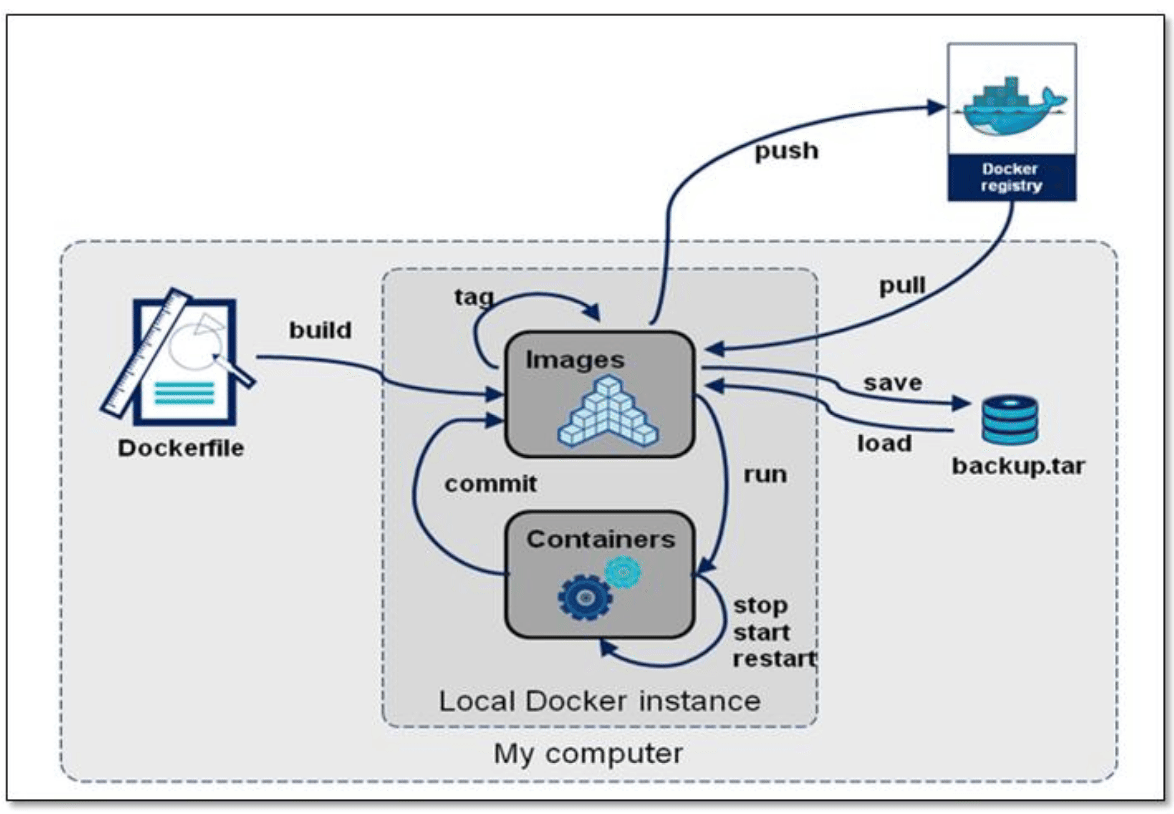 push
Docker
registry
pull
tag
build
Images
save
load
backup.tar
Dockerfile
commit
run
Containers
stop
start
restart
Local Docker instance
My computer